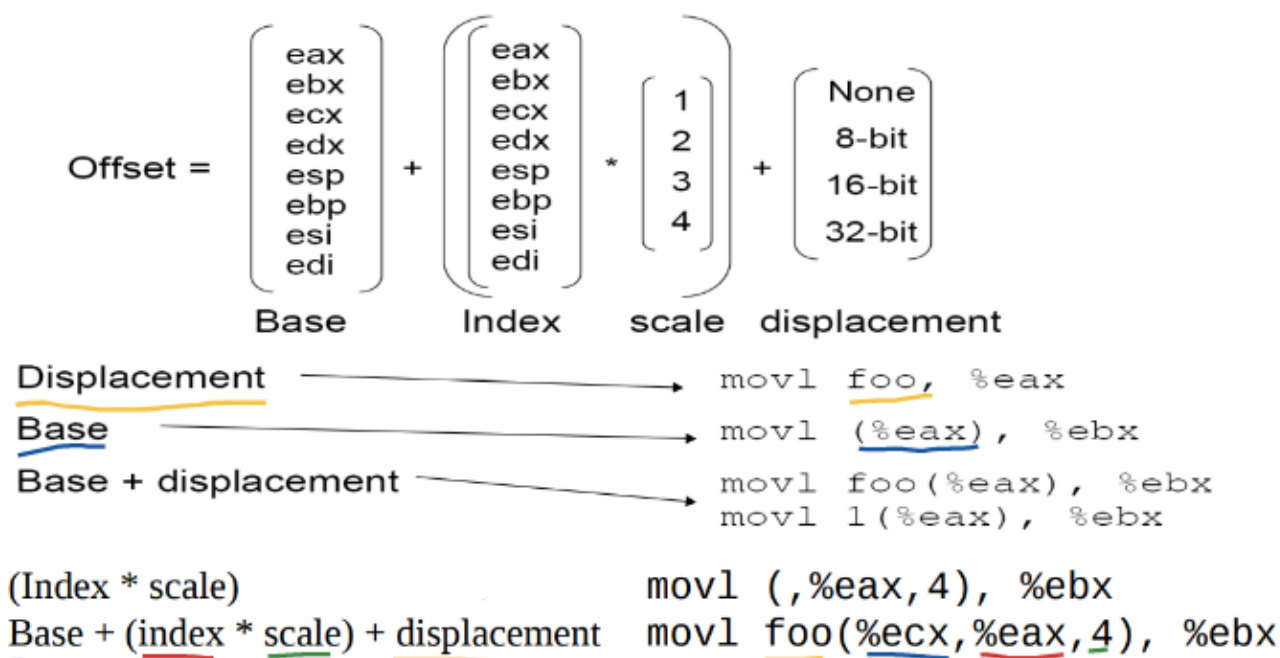 Offset =
eax
ebx
ecx
edx
esp
ebp
esi
edi
+
eax
ebx
ecx
edx
esp
ebp
esi
edi
*
1
2
3
4
+
None
8-bit
16-bit
32-bit
Base Index scale displacement
Displacement movl foo, %eax
Base movl (%eax), %ebx
Base + displacement movl foo(%eax), %ebx
movl 1(%eax), %ebx
(Index * scale) movl (,%eax,4), %ebx
Base + (index * scale) + displacement movl foo(%ecx,%eax,4), %ebx